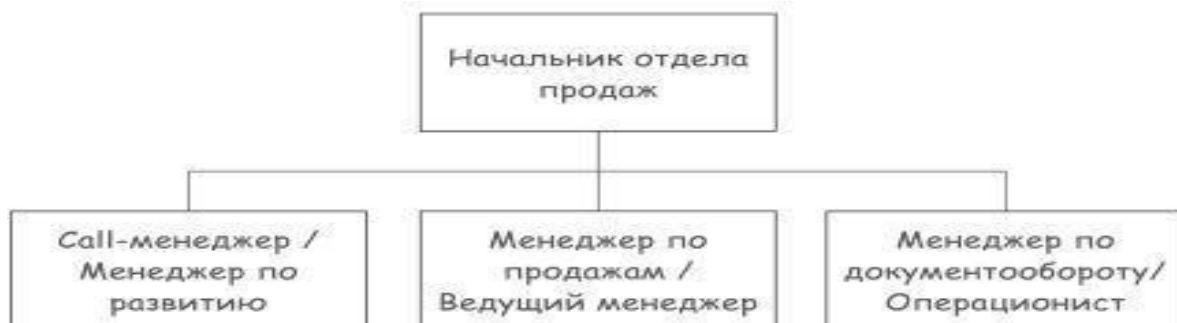 Начальник отдела
продаж
Call-менеджер /
Менеджер по
развитию
Менеджер по
продажам /
Ведущий менеджер
Менеджер по
документообороту/
Операционист